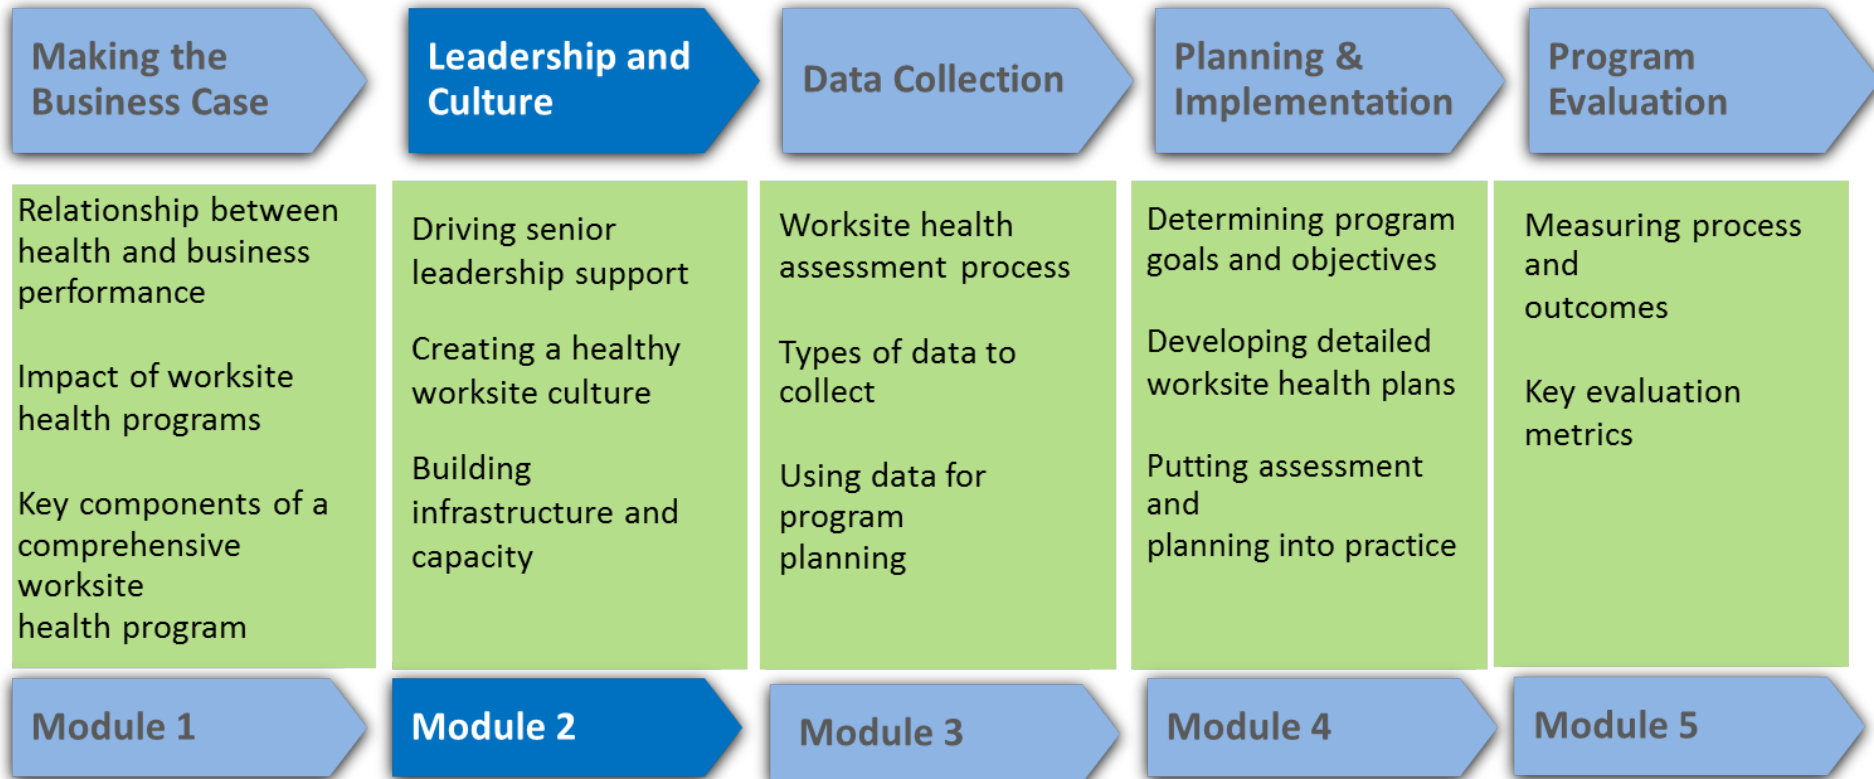 Making the
Business Case
Leadership and
Culture
Data Collection
Planning &
Implementation
Program
Evaluation
Relationship between
health and business
performance
Impact of worksite
health programs
Key components of a
comprehensive
worksite
health program
Driving senior
leadership support
Creating a healthy
worksite culture
Building
infrastructure and
capacity
Worksite health
assessment process
Types of data to
collect
Using data for
program
planning
Determining program
goals and objectives
Developing detailed
worksite health plans
Putting assessment
and
planning into practice
Measuring process
and
outcomes
Key evaluation
metrics
Module 1
Module 2
Module 3
Module 4
Module 5